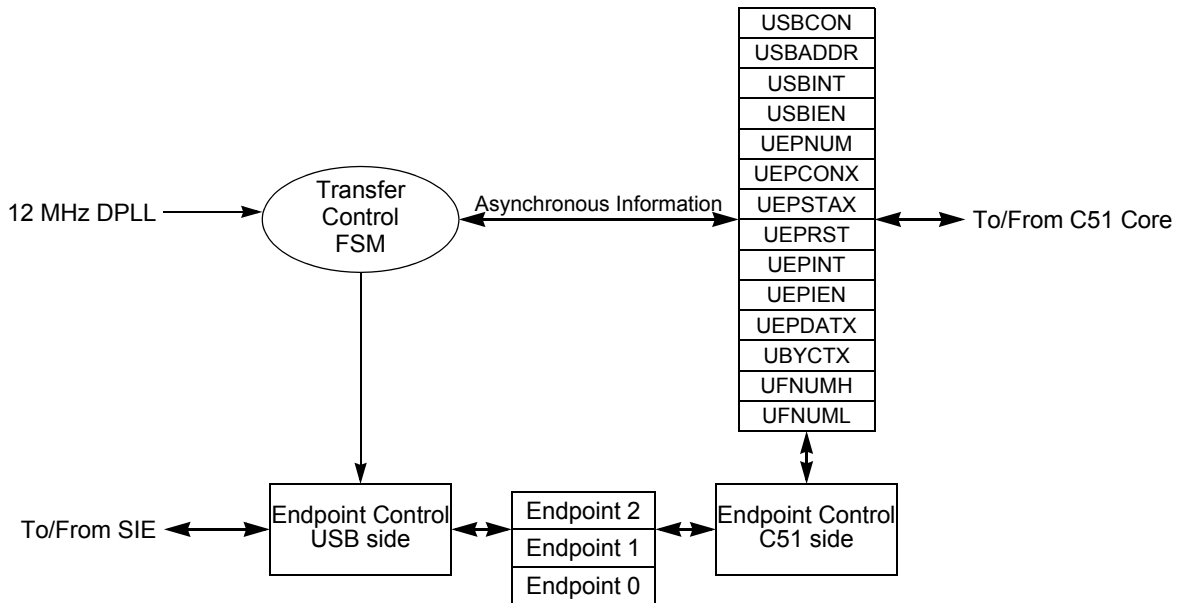 USBCON
USBADDR
USBINT
USBIEN
UEPNUM
UEPCONX
UEPSTAX
UEPRST
UEPINT
UEPIEN
UEPDATX
UBYCTX
UFNUMH
UFNUML
12 MHz DPLL
Transfer
Control
FSM
Asynchronous Information
To/From C51 Core
To/From SIE
Endpoint Control
USB side
Endpoint 2
Endpoint 1
Endpoint 0
Endpoint Control
C51 side